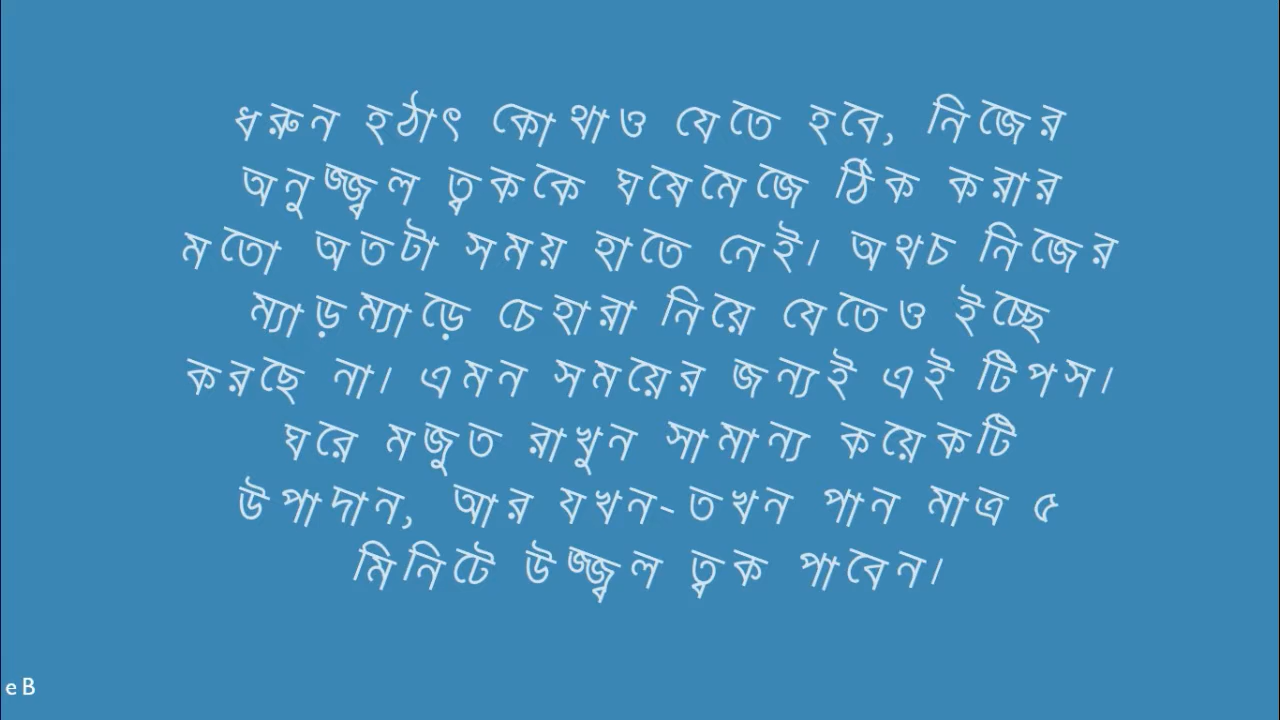 ধরুন হঠাৎ কোথাও যেতে হবে, নিজের
অনুজ্জ্বল ত্বককে ঘষেমেজে ঠিক করার
মতো অতটা সময় হাতে নেই। অথচ নিজের
ম্যাড়ম্যাড়ে চেহারা নিয়ে যেতেও ইচ্ছে
করছে না। এমন সময়ের জন্যই এই টিপস।
ঘরে মজুত রাখুন সামান্য কয়েকটি
উপাদান, আর যখন-তখন পান মাত্র ৫
মিনিটে উজ্জ্বল ত্বক পাবেন।
e B